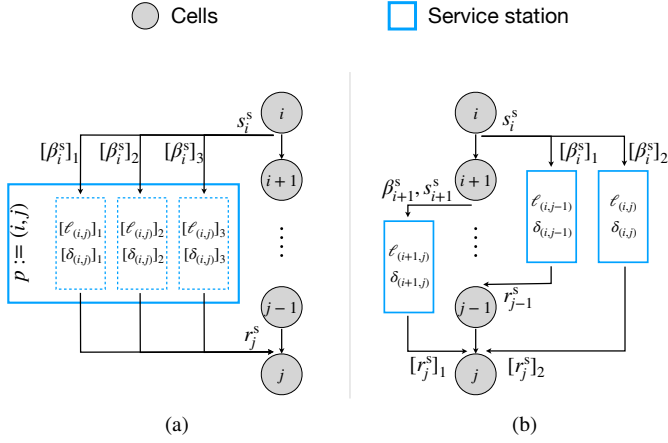 Cells
Service station
i
s_i^s
[β_i^s]_1
[β_i^s]_2
[β_i^s]_3
i + 1
p := (i, j)
[ℓ_(i,j)]_1
[δ_(i,j)]_1
[ℓ_(i,j)]_2
[δ_(i,j)]_2
[ℓ_(i,j)]_3
[δ_(i,j)]_3
⋮
j − 1
r_j^s
j
(a)
i
s_i^s
[β_i^s]_1
[β_i^s]_2
i + 1
β_{i+1}^s, s_{i+1}^s
ℓ_(i,j−1)
δ_(i,j−1)
ℓ_(i,j)
δ_(i,j)
ℓ_(i+1,j)
δ_(i+1,j)
⋮
j − 1
r_{j−1}^s
[r_j^s]_1
j
[r_j^s]_2
(b)